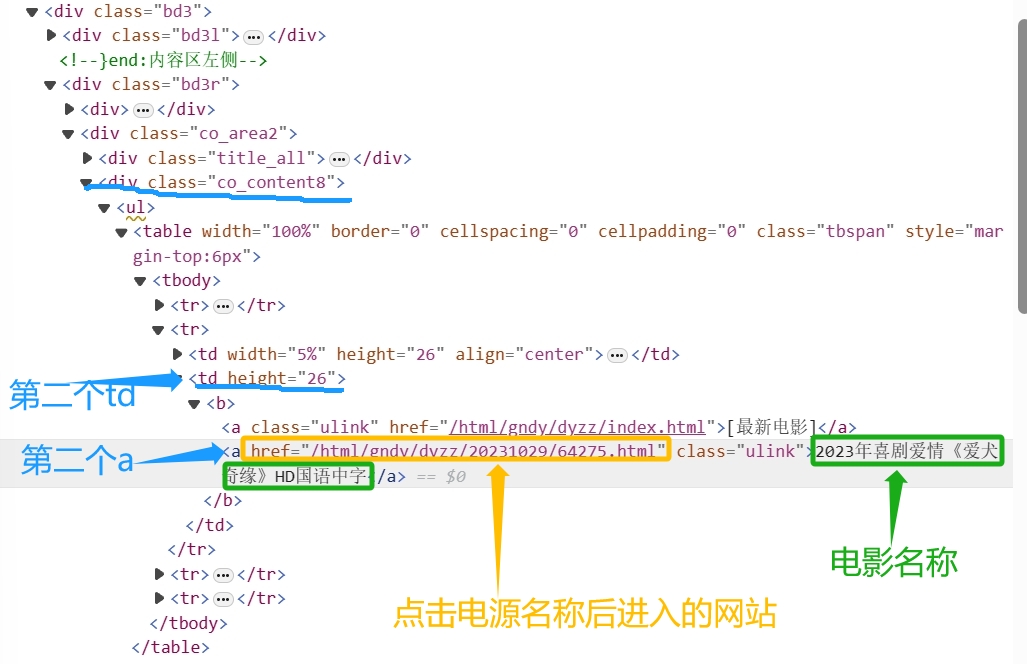 <div class="bd3">
<div class="bd3l">…</div>
<!--}end:内容区左侧-->
<div class="bd3r">
<div>…</div>
<div class="co_area2">
<div class="title_all">…</div>
<div class="co_content8">
<ul>
<table width="100%" border="0" cellspacing="0" cellpadding="0" class="tbspan" style="mar
gin-top:6px">
<tbody>
<tr>…</tr>
<tr>
<td width="5%" height="26" align="center">…</td>
第二个td
<td height="26">
<b>
<a class="ulink" href="/html/gndy/dyzz/index.html">[最新电影]</a>
第二个a
<a href="/html/gndy/dyzz/20231029/64275.html" class="ulink">2023年喜剧爱情《爱犬
奇缘》HD国语中字</a> == $0
</b>
</td>
</tr>
电影名称
<tr>…</tr>
<tr>…</tr>
点击电源名称后进入的网站
</tbody>
</table>